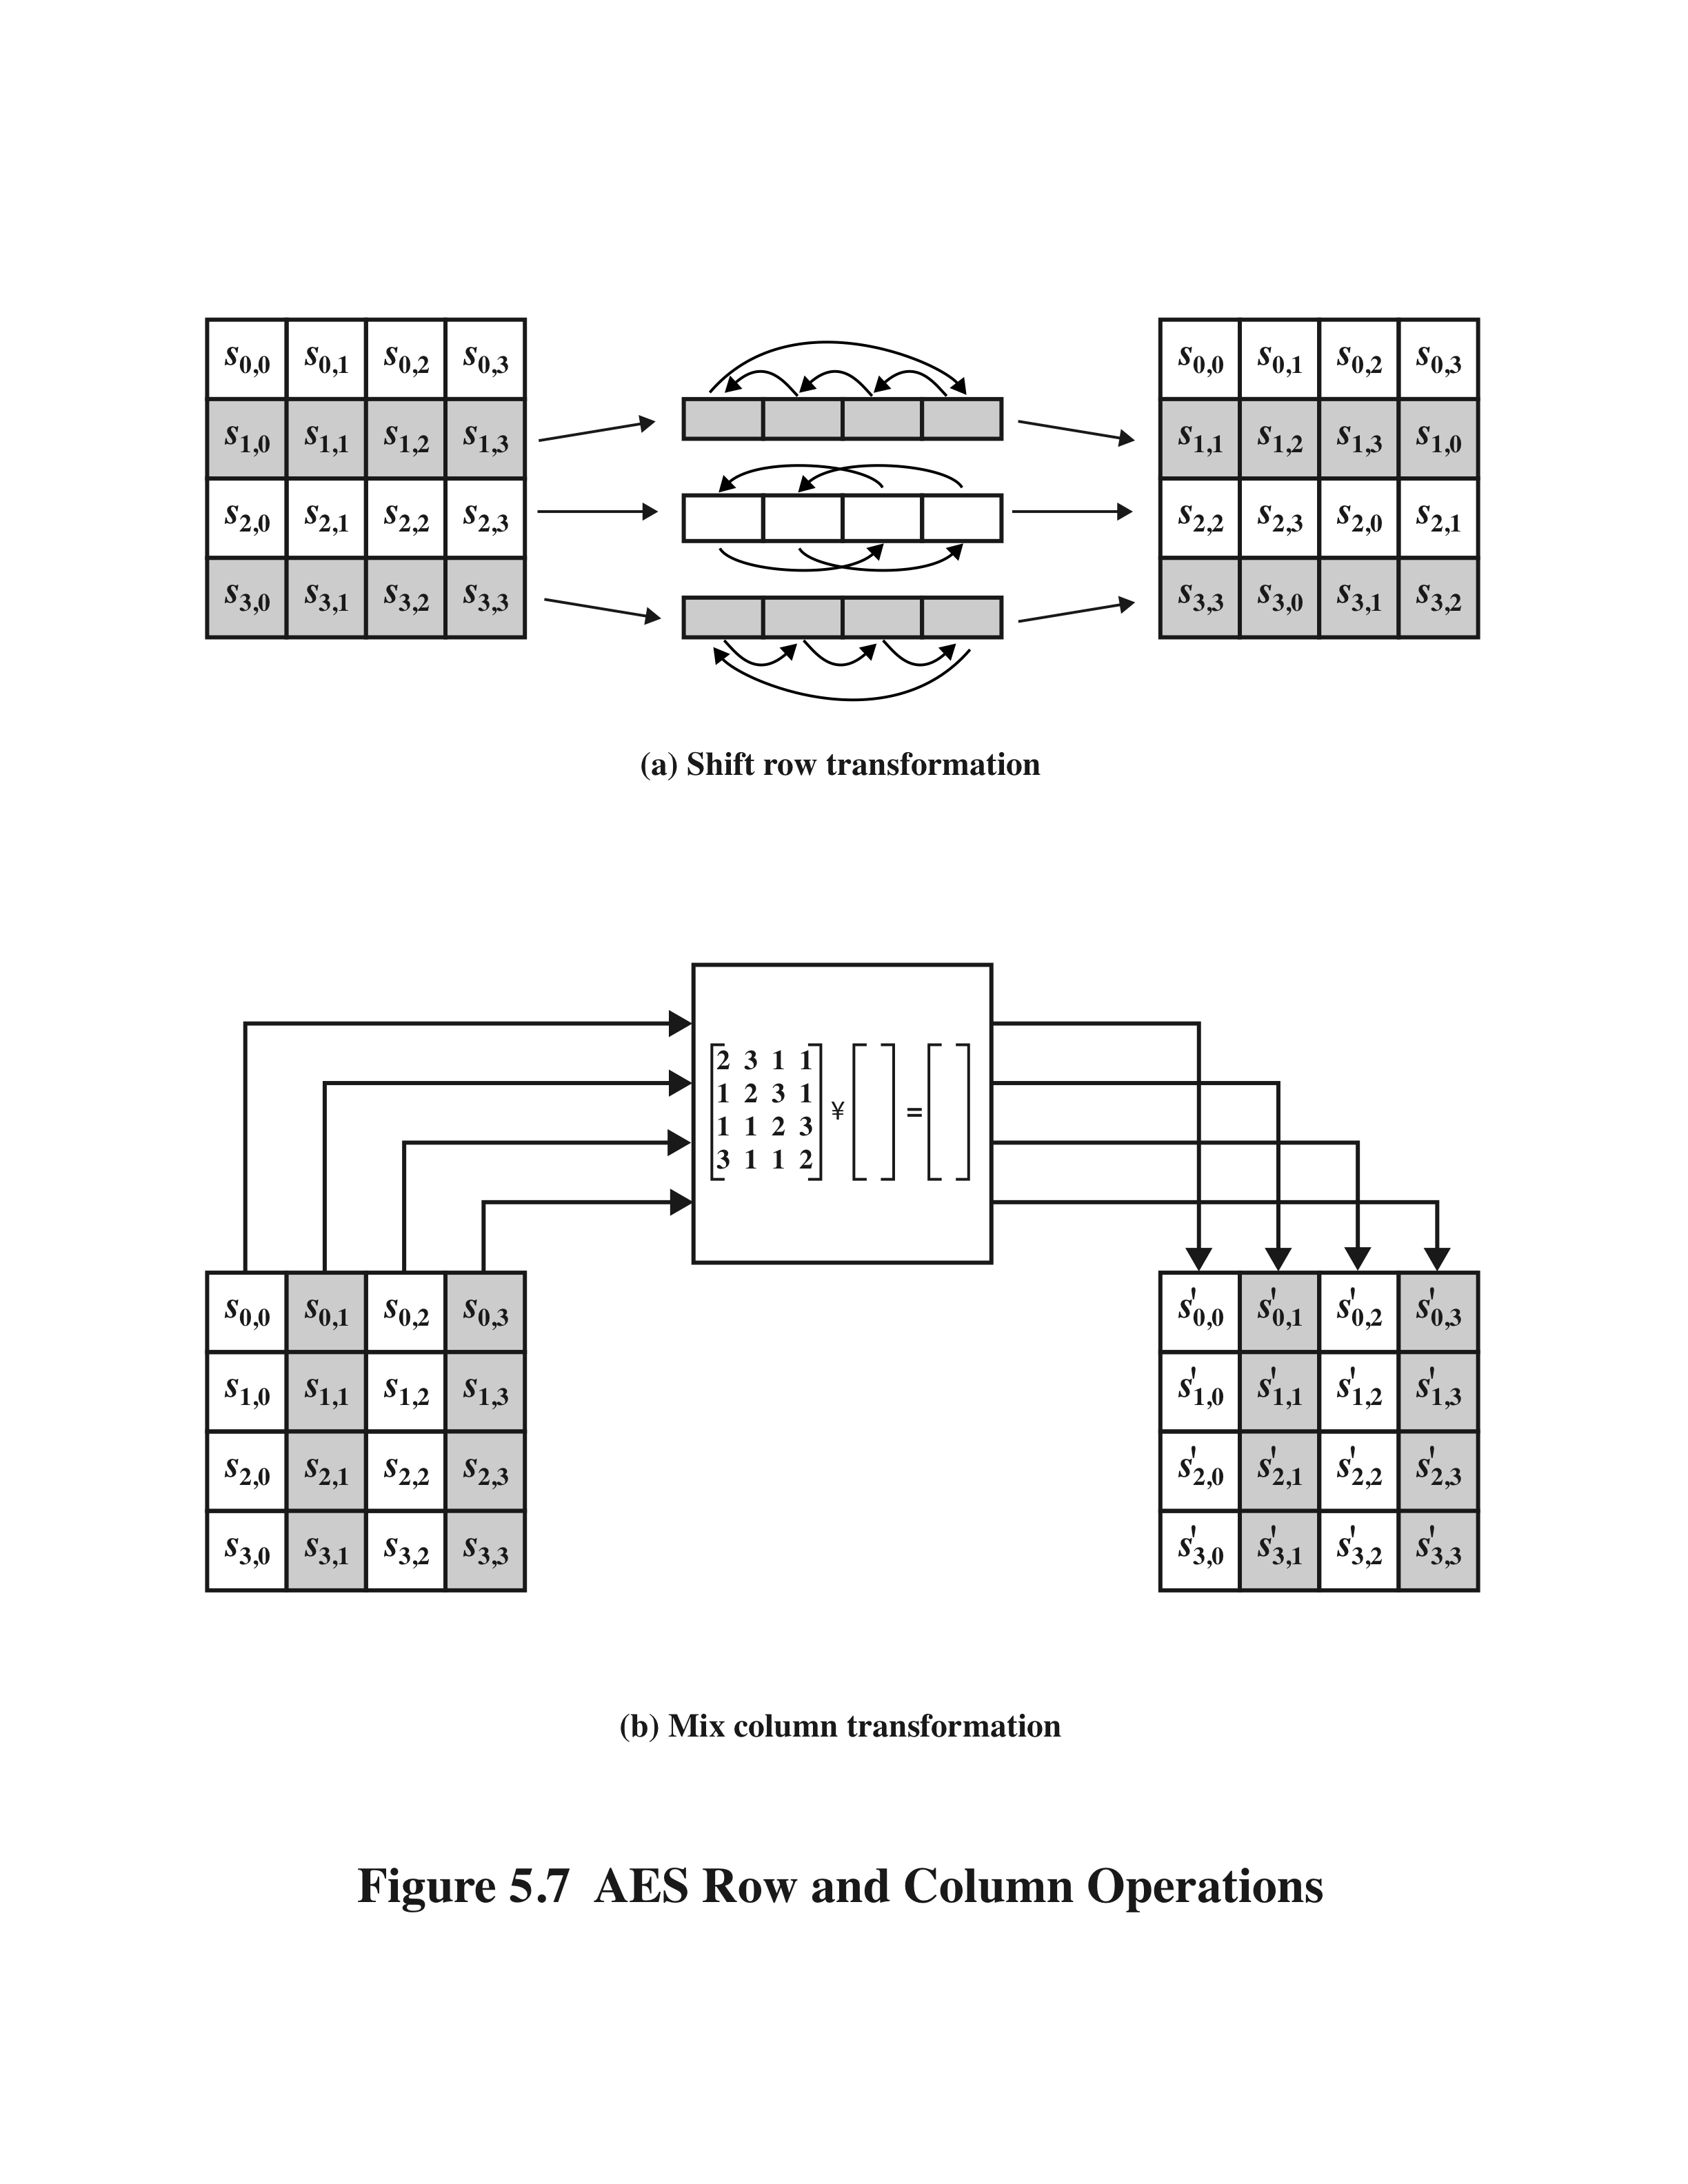 s0,0 s0,1 s0,2 s0,3 s0,0 s0,1 s0,2 s0,3
s1,0 s1,1 s1,2 s1,3 s1,1 s1,2 s1,3 s1,0
s2,0 s2,1 s2,2 s2,3 s2,2 s2,3 s2,0 s2,1
s3,0 s3,1 s3,2 s3,3 s3,3 s3,0 s3,1 s3,2
(a) Shift row transformation
2 3 1 1
1 2 3 1
¥ =
1 1 2 3
3 1 1 2
s0,0 s0,1 s0,2 s0,3 s'0,0 s'0,1 s'0,2 s'0,3
s1,0 s1,1 s1,2 s1,3 s'1,0 s'1,1 s'1,2 s'1,3
s2,0 s2,1 s2,2 s2,3 s'2,0 s'2,1 s'2,2 s'2,3
s3,0 s3,1 s3,2 s3,3 s'3,0 s'3,1 s'3,2 s'3,3
(b) Mix column transformation
Figure 5.7 AES Row and Column Operations